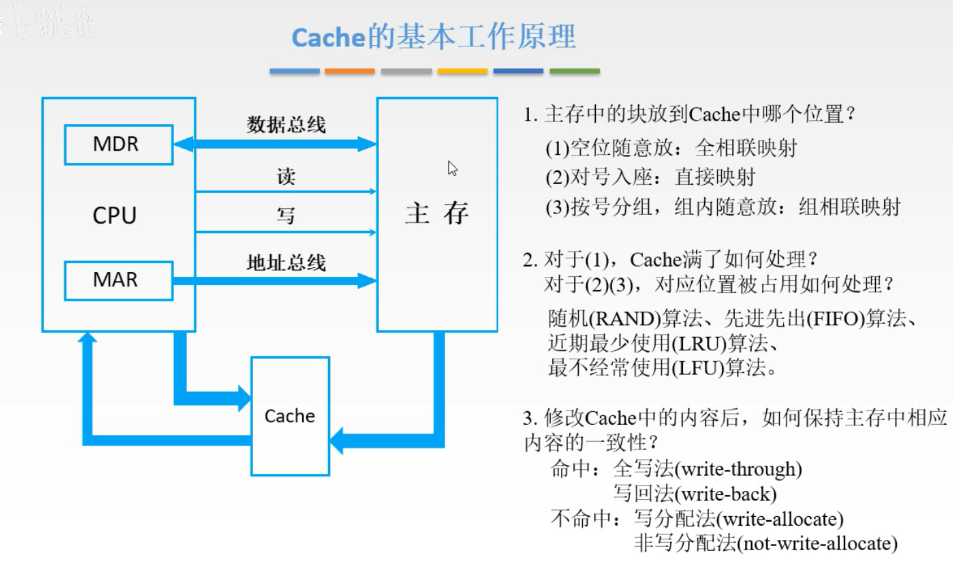 Cache的基本工作原理
MDR
CPU
MAR
数据总线
读
写
地址总线
主 存
Cache
1. 主存中的块放到Cache中哪个位置？
(1)空位随意放：全相联映射
(2)对号入座：直接映射
(3)按号分组，组内随意放：组相联映射
2. 对于(1)，Cache满了如何处理？
对于(2)(3)，对应位置被占用如何处理？
随机(RAND)算法、先进先出(FIFO)算法、
近期最少使用(LRU)算法、
最不经常使用(LFU)算法。
3. 修改Cache中的内容后，如何保持主存中相应
内容的一致性？
命中：全写法(write-through)
写回法(write-back)
不命中：写分配法(write-allocate)
非写分配法(not-write-allocate)